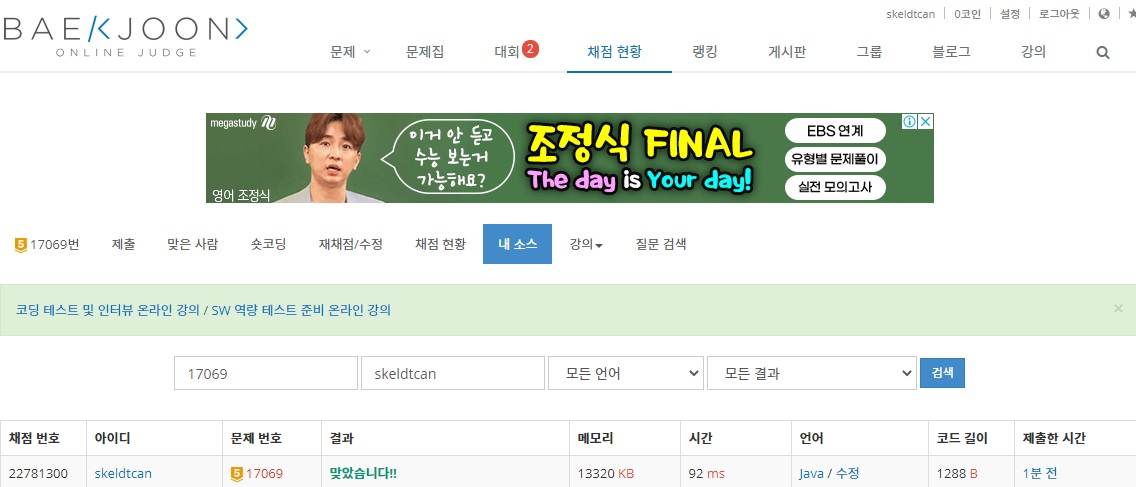 skeldtcan 0코인 설정 로그아웃
BAE/<JOON>
ONLINE JUDGE
문제 문제집 대회 2 채점 현황 랭킹 게시판 그룹 블로그 강의
megastudy
이거 안 듣고
수능 보는거
가능해요?
영어 조정식
조정식 FINAL
The day is Your day!
EBS 연계
유형별 문제풀이
실전 모의고사
5 17069번 제출 맞은 사람 숏코딩 재채점/수정 채점 현황 내 소스 강의 질문 검색
코딩 테스트 및 인터뷰 온라인 강의 / SW 역량 테스트 준비 온라인 강의 ×
17069 skeldtcan 모든 언어 모든 결과 검색
채점 번호 아이디 문제 번호 결과 메모리 시간 언어 코드 길이 제출한 시간
22781300 skeldtcan 5 17069 맞았습니다!! 13320 KB 92 ms Java / 수정 1288 B 1분 전